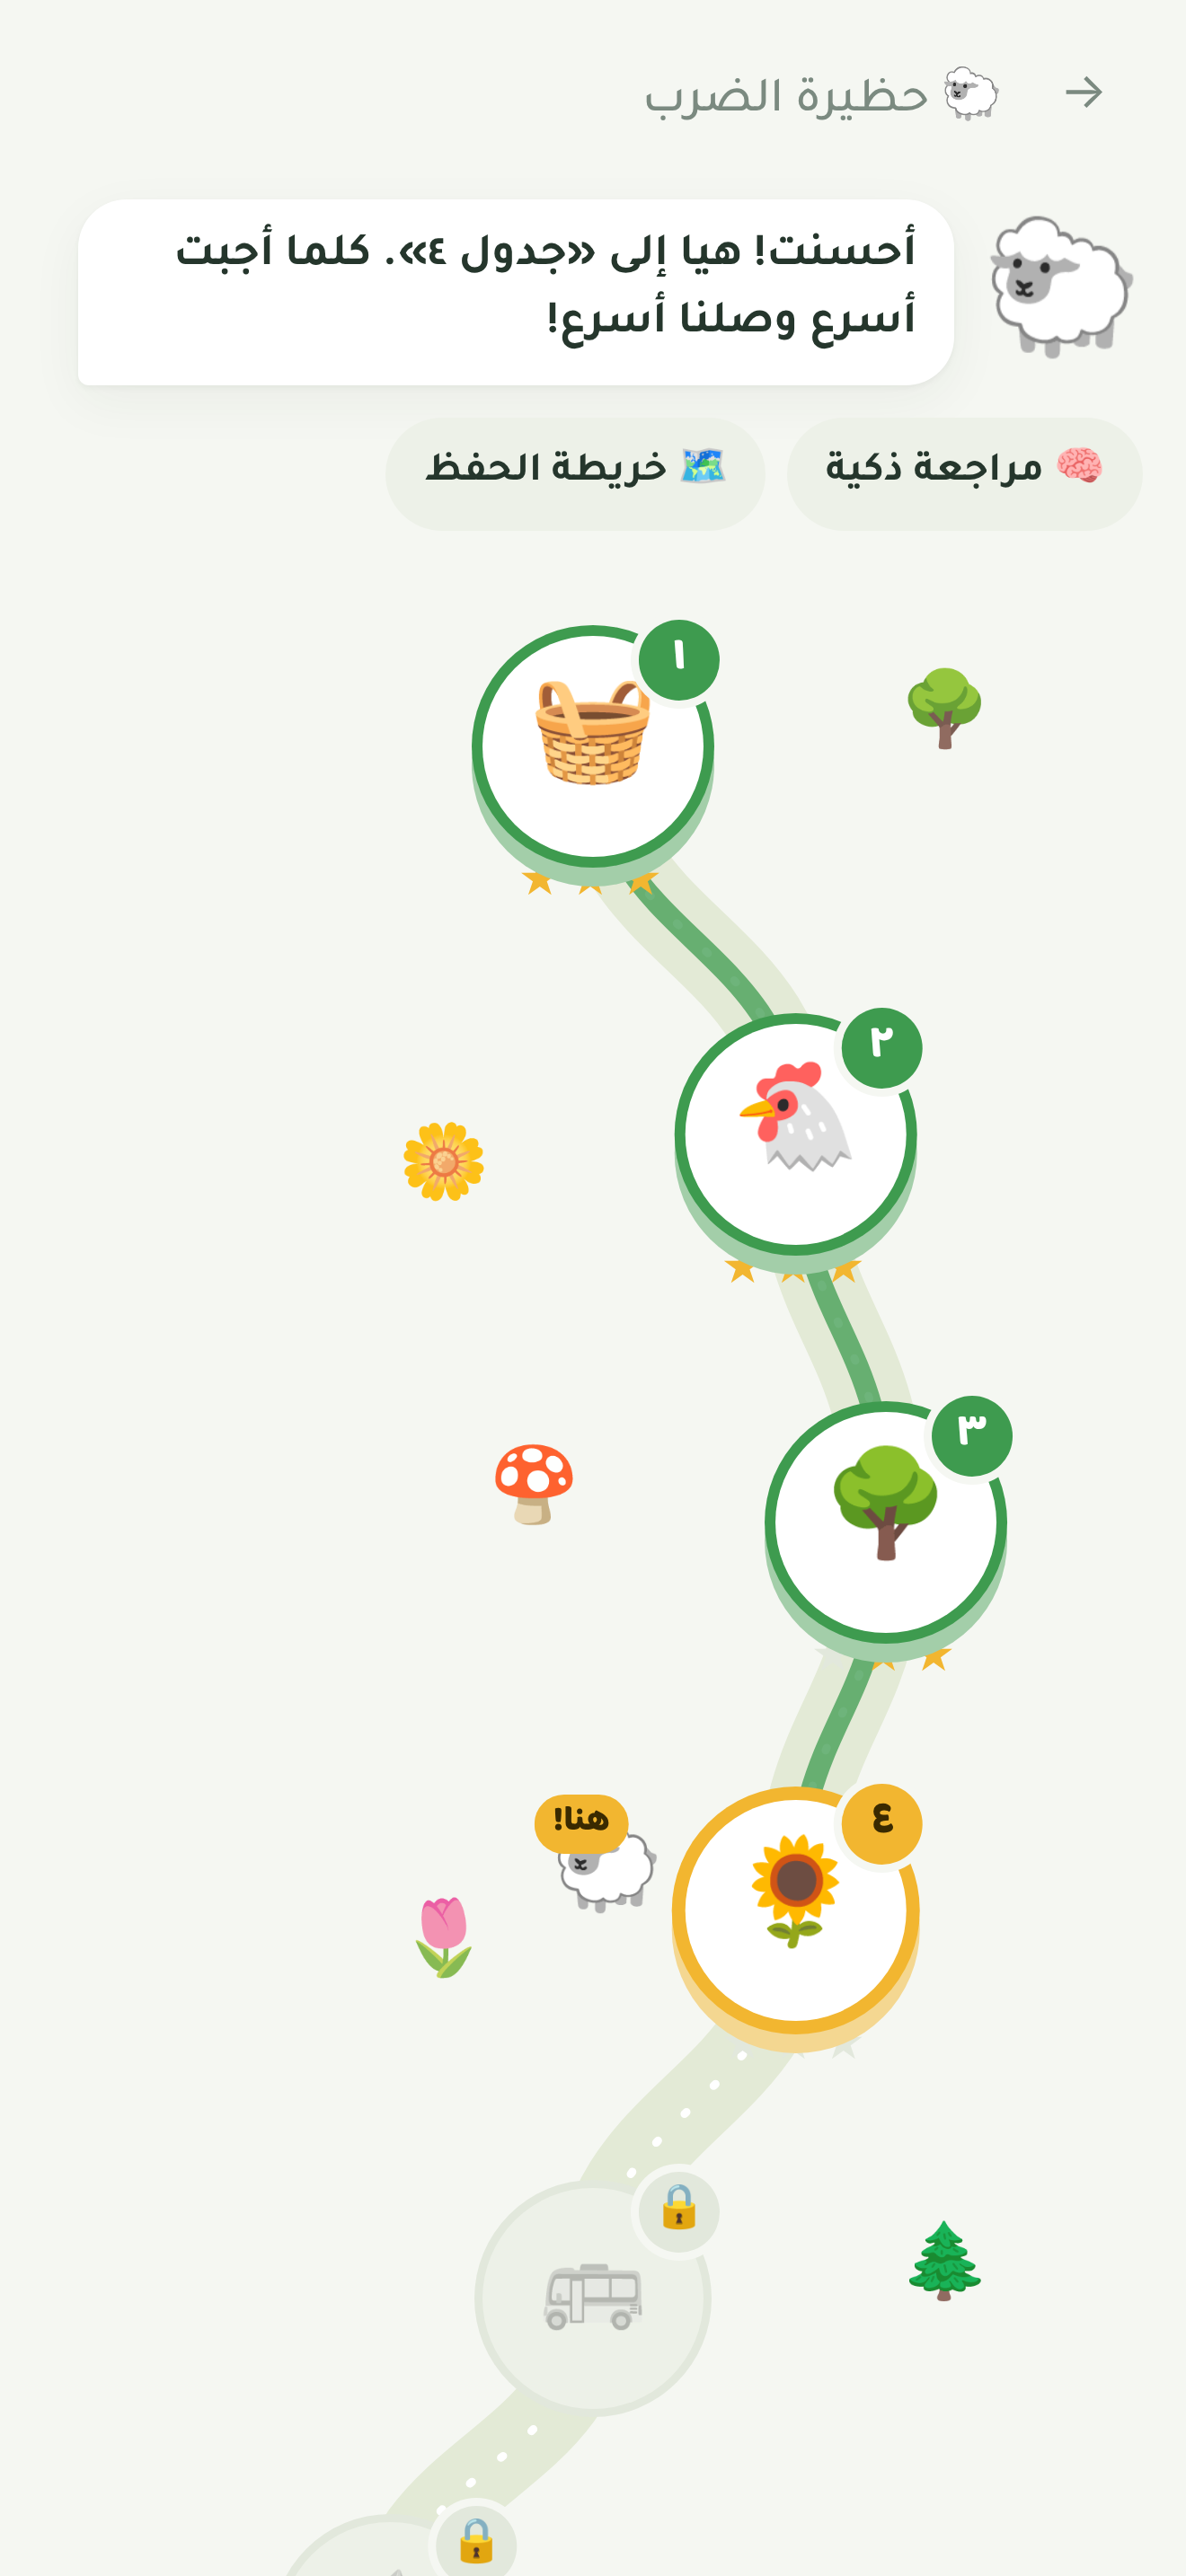 حظيرة الضرب
أحسنت! هيا إلى «جدول ٤». كلما أجبت
أسرع وصلنا أسرع!
مراجعة ذكية
خريطة الحفظ
١
٢
٣
٤
هنا!